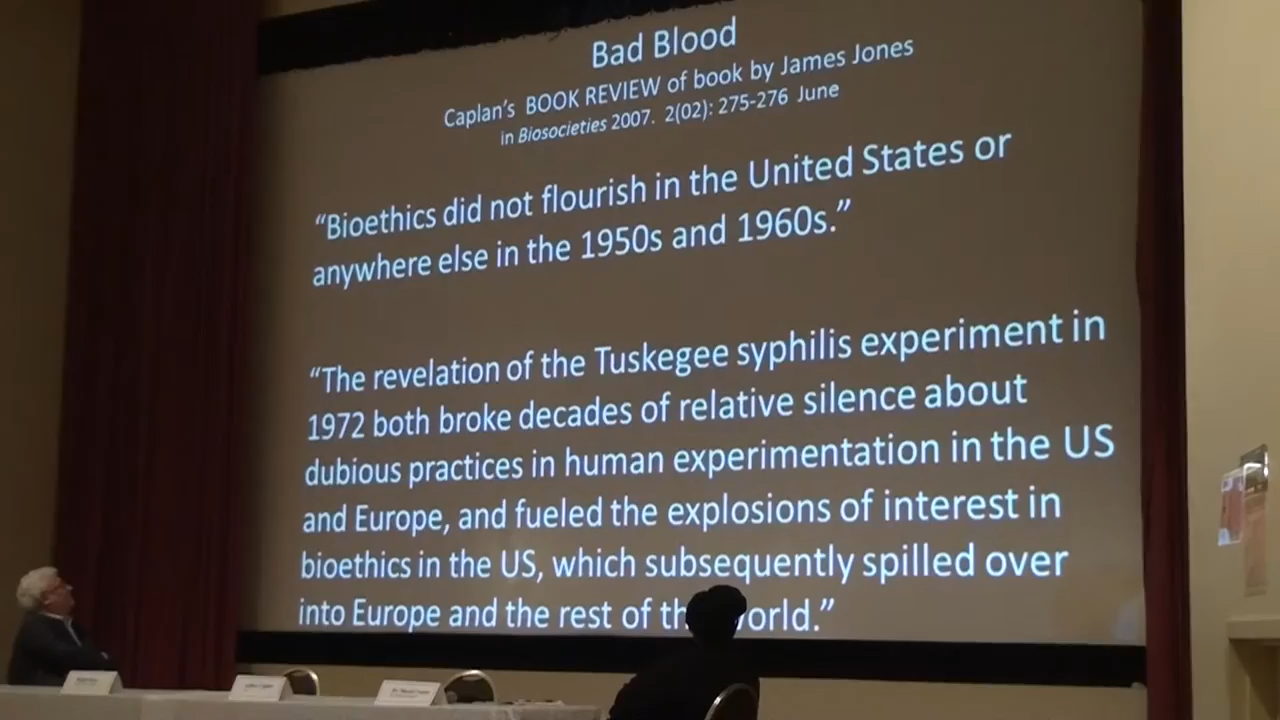 Bad Blood
Caplan's BOOK REVIEW of book by James Jones
in Biosocieties 2007. 2(02): 275-276 June
“Bioethics did not flourish in the United States or
anywhere else in the 1950s and 1960s.”
“The revelation of the Tuskegee syphilis experiment in
1972 both broke decades of relative silence about
dubious practices in human experimentation in the US
and Europe, and fueled the explosions of interest in
bioethics in the US, which subsequently spilled over
into Europe and the rest of